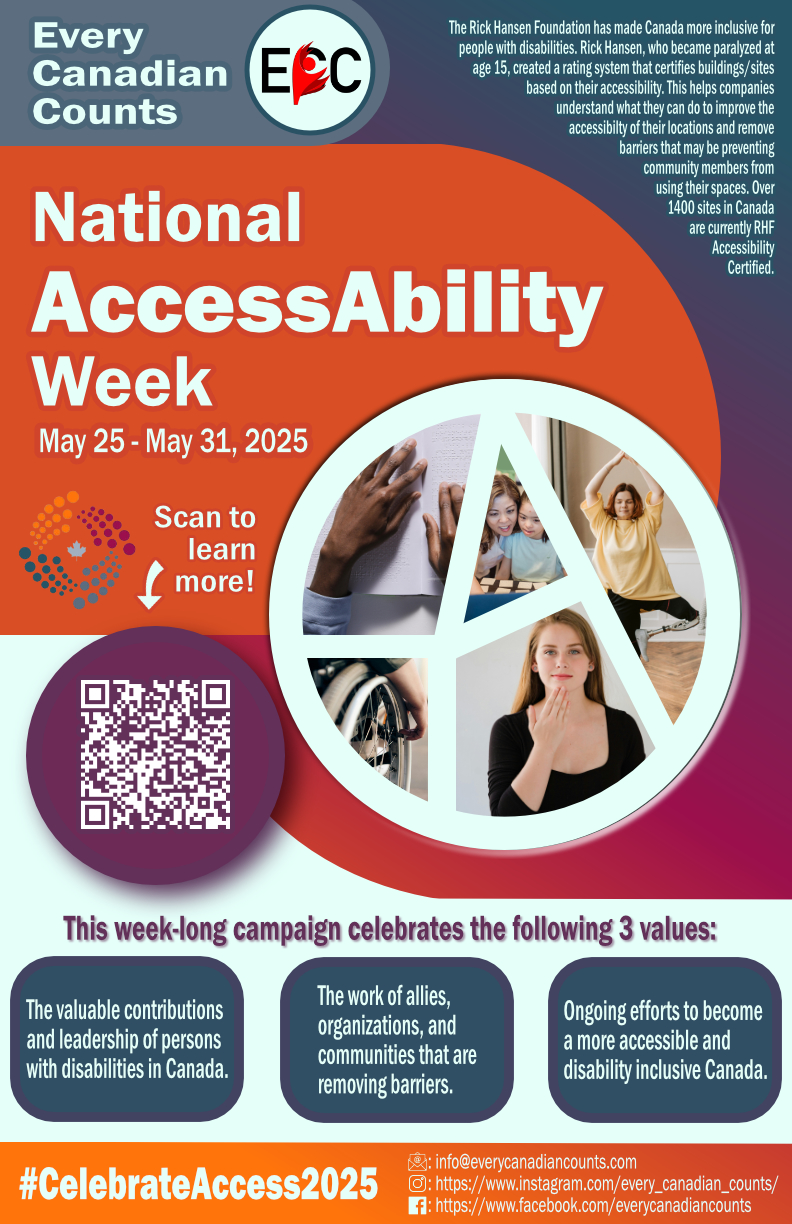 Every
Canadian
Counts
ECC
The Rick Hansen Foundation has made Canada more inclusive for
people with disabilities. Rick Hansen, who became paralyzed at
age 15, created a rating system that certifies buildings/sites
based on their accessibility. This helps companies
understand what they can do to improve the
accessibilty of their locations and remove
barriers that may be preventing
community members from
using their spaces. Over
1400 sites in Canada
are currently RHF
Accessibility
Certified.
National
AccessAbility
Week
May 25 - May 31, 2025
Scan to
learn
more!
This week-long campaign celebrates the following 3 values:
The valuable contributions
and leadership of persons
with disabilities in Canada.
The work of allies,
organizations, and
communities that are
removing barriers.
Ongoing efforts to become
a more accessible and
disability inclusive Canada.
#CelebrateAccess2025
: info@everycanadiancounts.com
: https://www.instagram.com/every_canadian_counts/
: https://www.facebook.com/everycanadiancounts